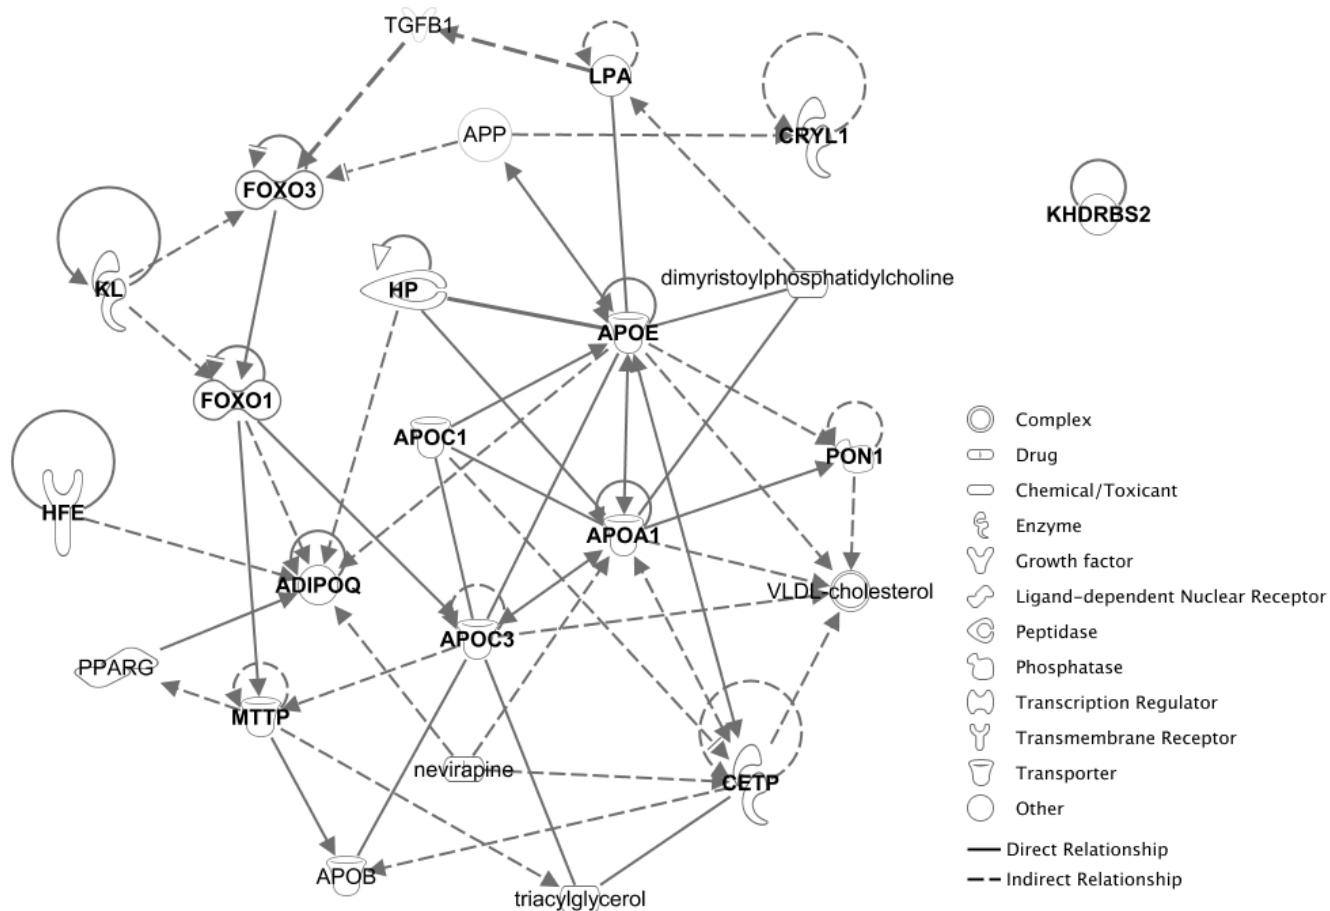 TGFB1
LPA
APP
CRYL1
FOXO3
KHDRBS2
KL
HP
dimyristoylphosphatidylcholine
APOE
FOXO1
APOC1
PON1
HFE
APOA1
ADIPOQ
VLDL-cholesterol
APOC3
PPARG
MTTP
nevirapine
CETP
APOB
triacylglycerol
Complex
Drug
Chemical/Toxicant
Enzyme
Growth factor
Ligand-dependent Nuclear Receptor
Peptidase
Phosphatase
Transcription Regulator
Transmembrane Receptor
Transporter
Other
Direct Relationship
Indirect Relationship